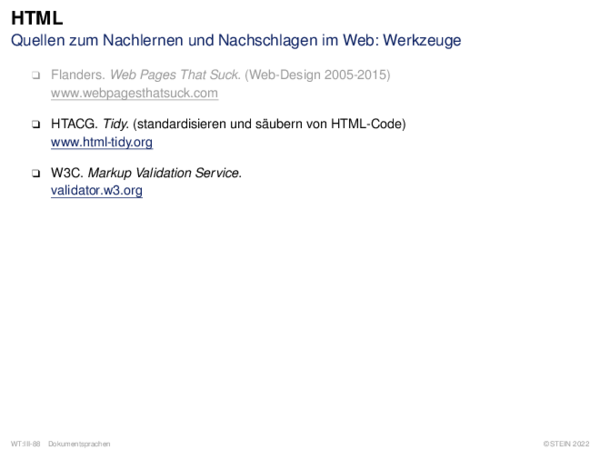 HTML
Quellen zum Nachlernen und Nachschlagen im Web: Werkzeuge
❑ Flanders. Web Pages That Suck. (Web-Design 2005-2015)
www.webpagesthatsuck.com
❑ HTACG. Tidy. (standardisieren und säubern von HTML-Code)
www.html-tidy.org
❑ W3C. Markup Validation Service.
validator.w3.org
WT:III-88 Dokumentsprachen
©STEIN 2022